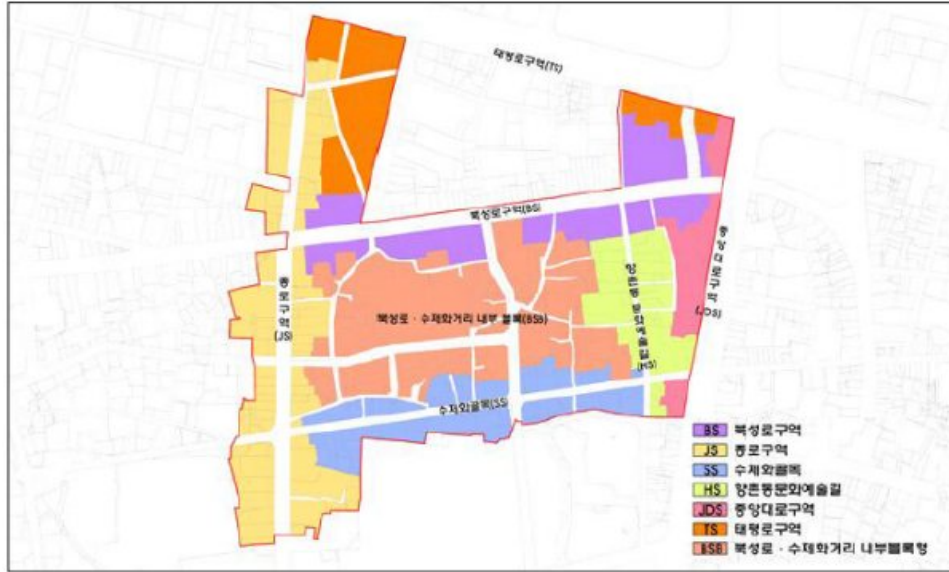 태평로구역(TS)
북성로구역(BS)
중앙대로구역(JDS)
종로구역(JS)
향촌동 문화예술길(HS)
북성로 · 수제화거리 내부 블록(BSB)
수제화골목(SS)
BS 북성로구역
JS 종로구역
SS 수제화골목
HS 향촌동문화예술길
JDS 중앙대로구역
TS 태평로구역
BSB 북성로 · 수제화거리 내부블록형